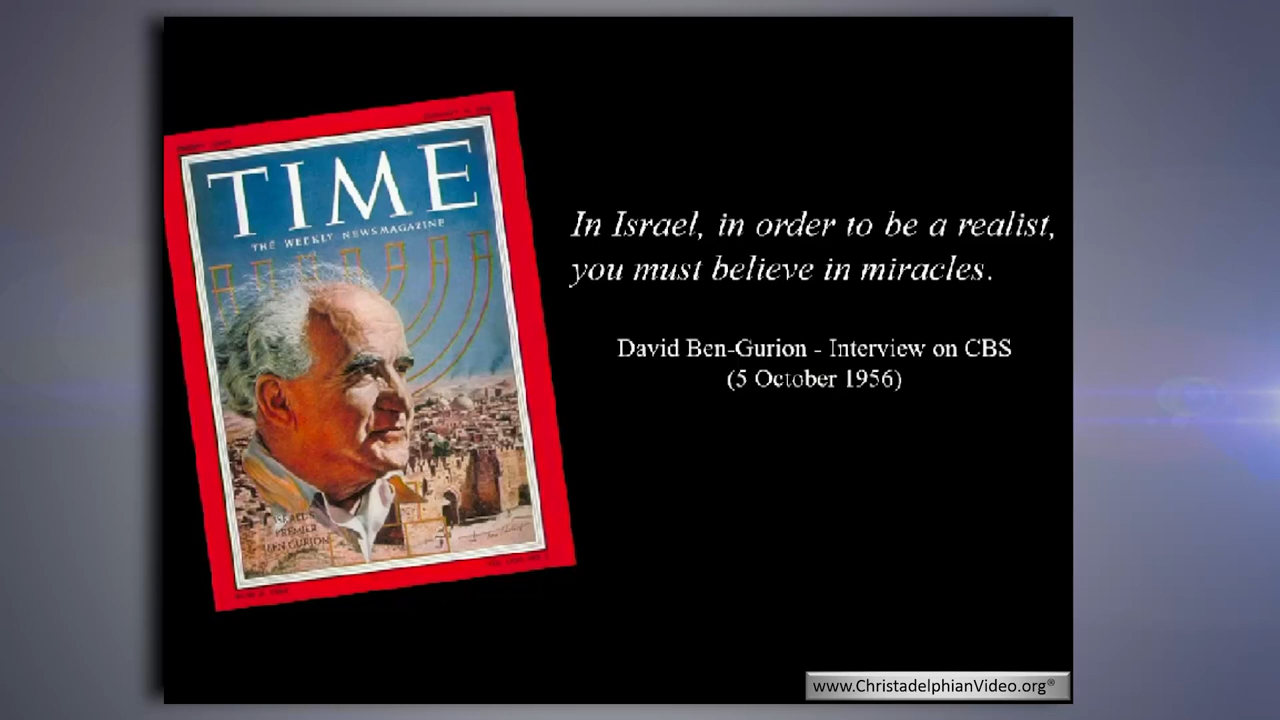 TIME
THE WEEKLY NEWSMAGAZINE
ISRAEL'S
PREMIER
BEN GURION
In Israel, in order to be a realist,
you must believe in miracles.
David Ben-Gurion - Interview on CBS
(5 October 1956)
www.ChristadelphianVideo.org®